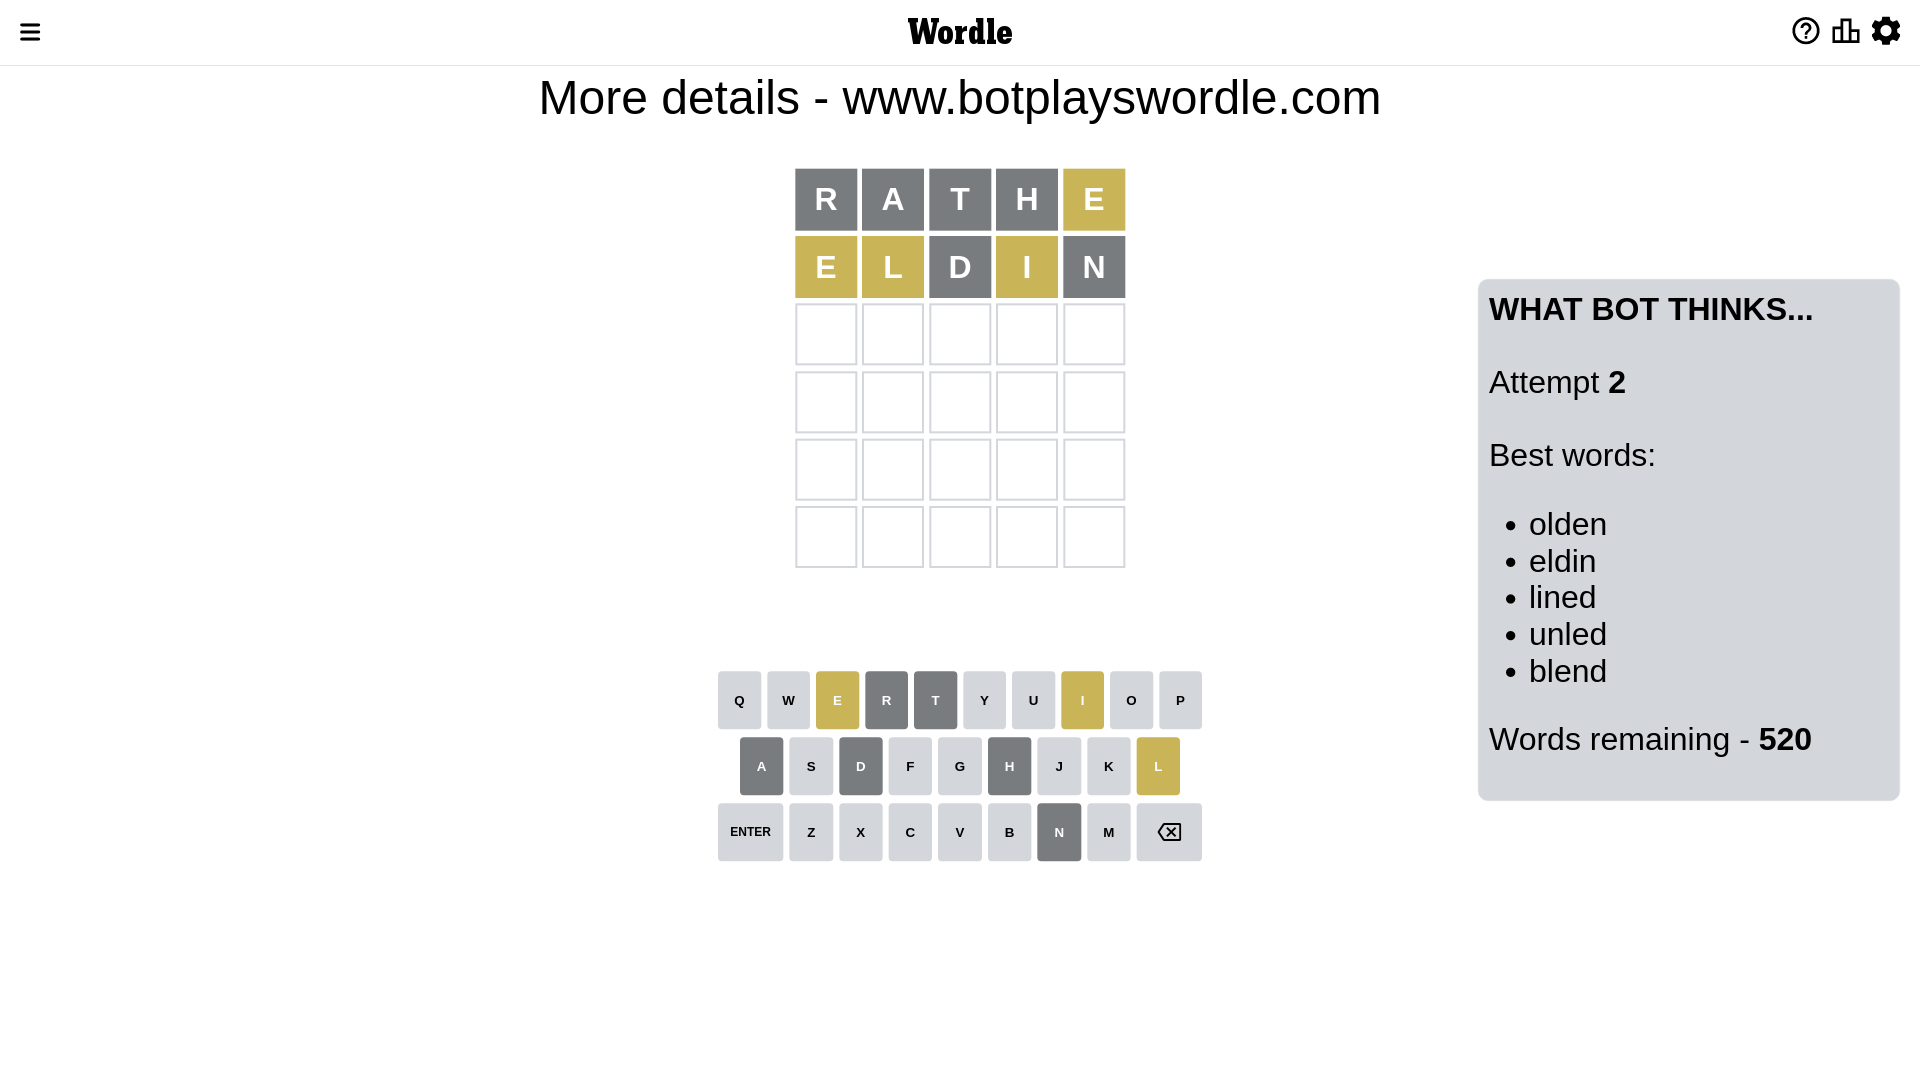 Wordle
More details - www.botplayswordle.com
R A T H E
E L D I N
WHAT BOT THINKS...
Attempt 2
Best words:
• olden
• eldin
• lined
• unled
• blend
Words remaining - 520
Q W E R T Y U I O P
A S D F G H J K L
ENTER Z X C V B N M